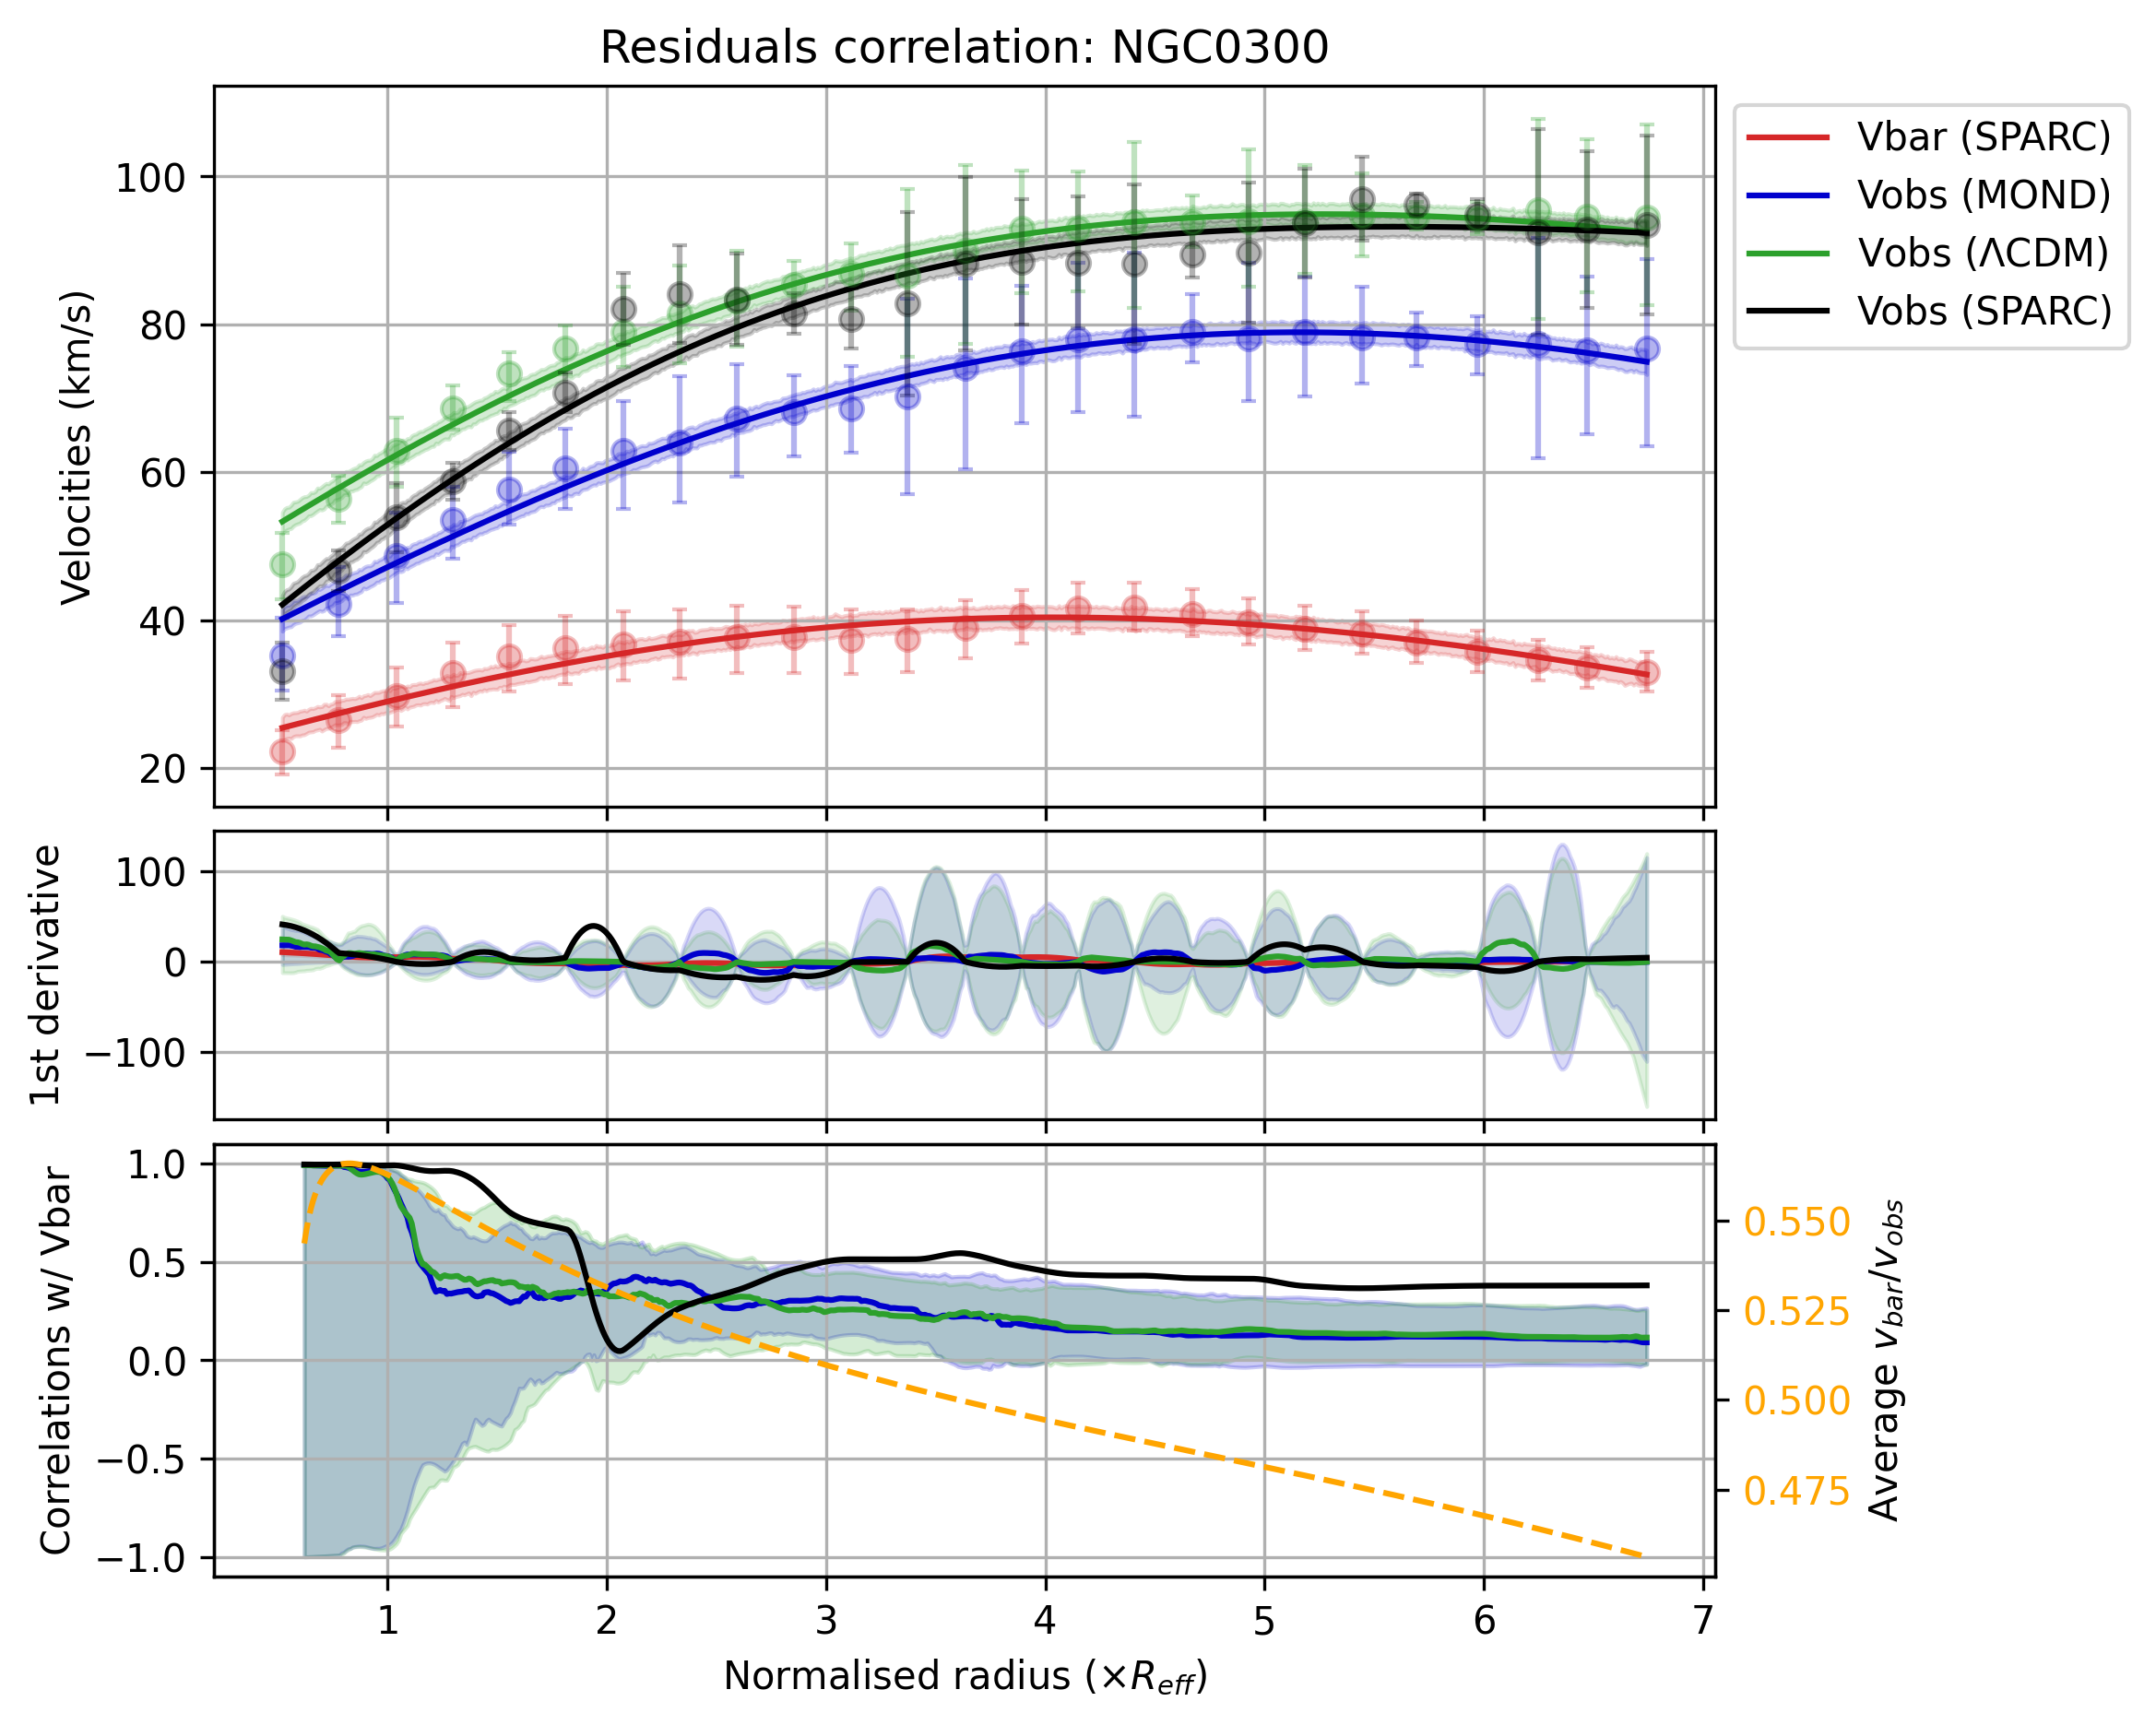 Residuals correlation: NGC0300
Velocities (km/s)
100
80
60
40
20
Vbar (SPARC)
Vobs (MOND)
Vobs (ΛCDM)
Vobs (SPARC)
1st derivative
100
0
−100
Correlations w/ Vbar
1.0
0.5
0.0
−0.5
−1.0
0.550
0.525
0.500
0.475
Average v_bar/v_obs
1 2 3 4 5 6 7
Normalised radius (×R_eff)